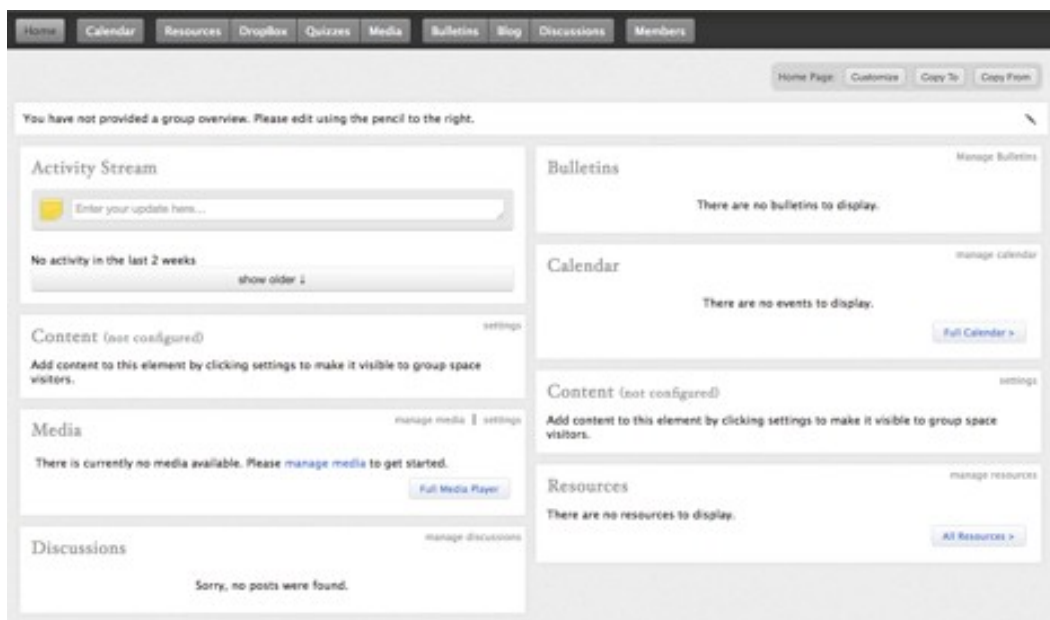 Home Calendar Resources DropBox Quizzes Media Bulletins Blog Discussions Members
Home Page: Customize Copy To Copy From
You have not provided a group overview. Please edit using the pencil to the right.
Activity Stream
Enter your update here...
No activity in the last 2 weeks
show older ↓
Content (not configured)
settings
Add content to this element by clicking settings to make it visible to group space
visitors.
Media
manage media | settings
There is currently no media available. Please manage media to get started.
Full Media Player
Discussions
manage discussions
Sorry, no posts were found.
Bulletins
Manage Bulletins
There are no bulletins to display.
Calendar
manage calendar
There are no events to display.
Full Calendar >
Content (not configured)
settings
Add content to this element by clicking settings to make it visible to group space
visitors.
Resources
manage resources
There are no resources to display.
All Resources >